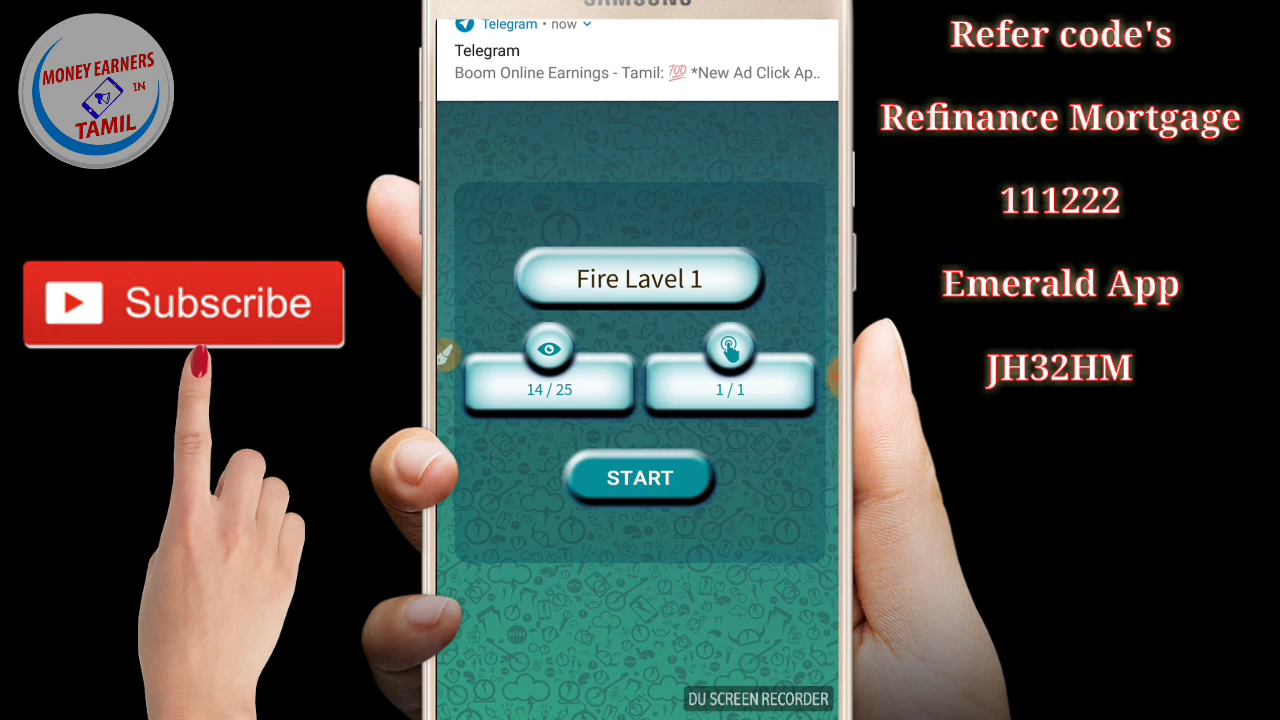 MONEY EARNERS
IN
TAMIL
Subscribe
SAMSUNG
Telegram • now
Telegram
Boom Online Earnings - Tamil: 💯 *New Ad Click Ap..
Fire Lavel 1
14 / 25
1 / 1
START
DU SCREEN RECORDER
Refer code's
Refinance Mortgage
111222
Emerald App
JH32HM